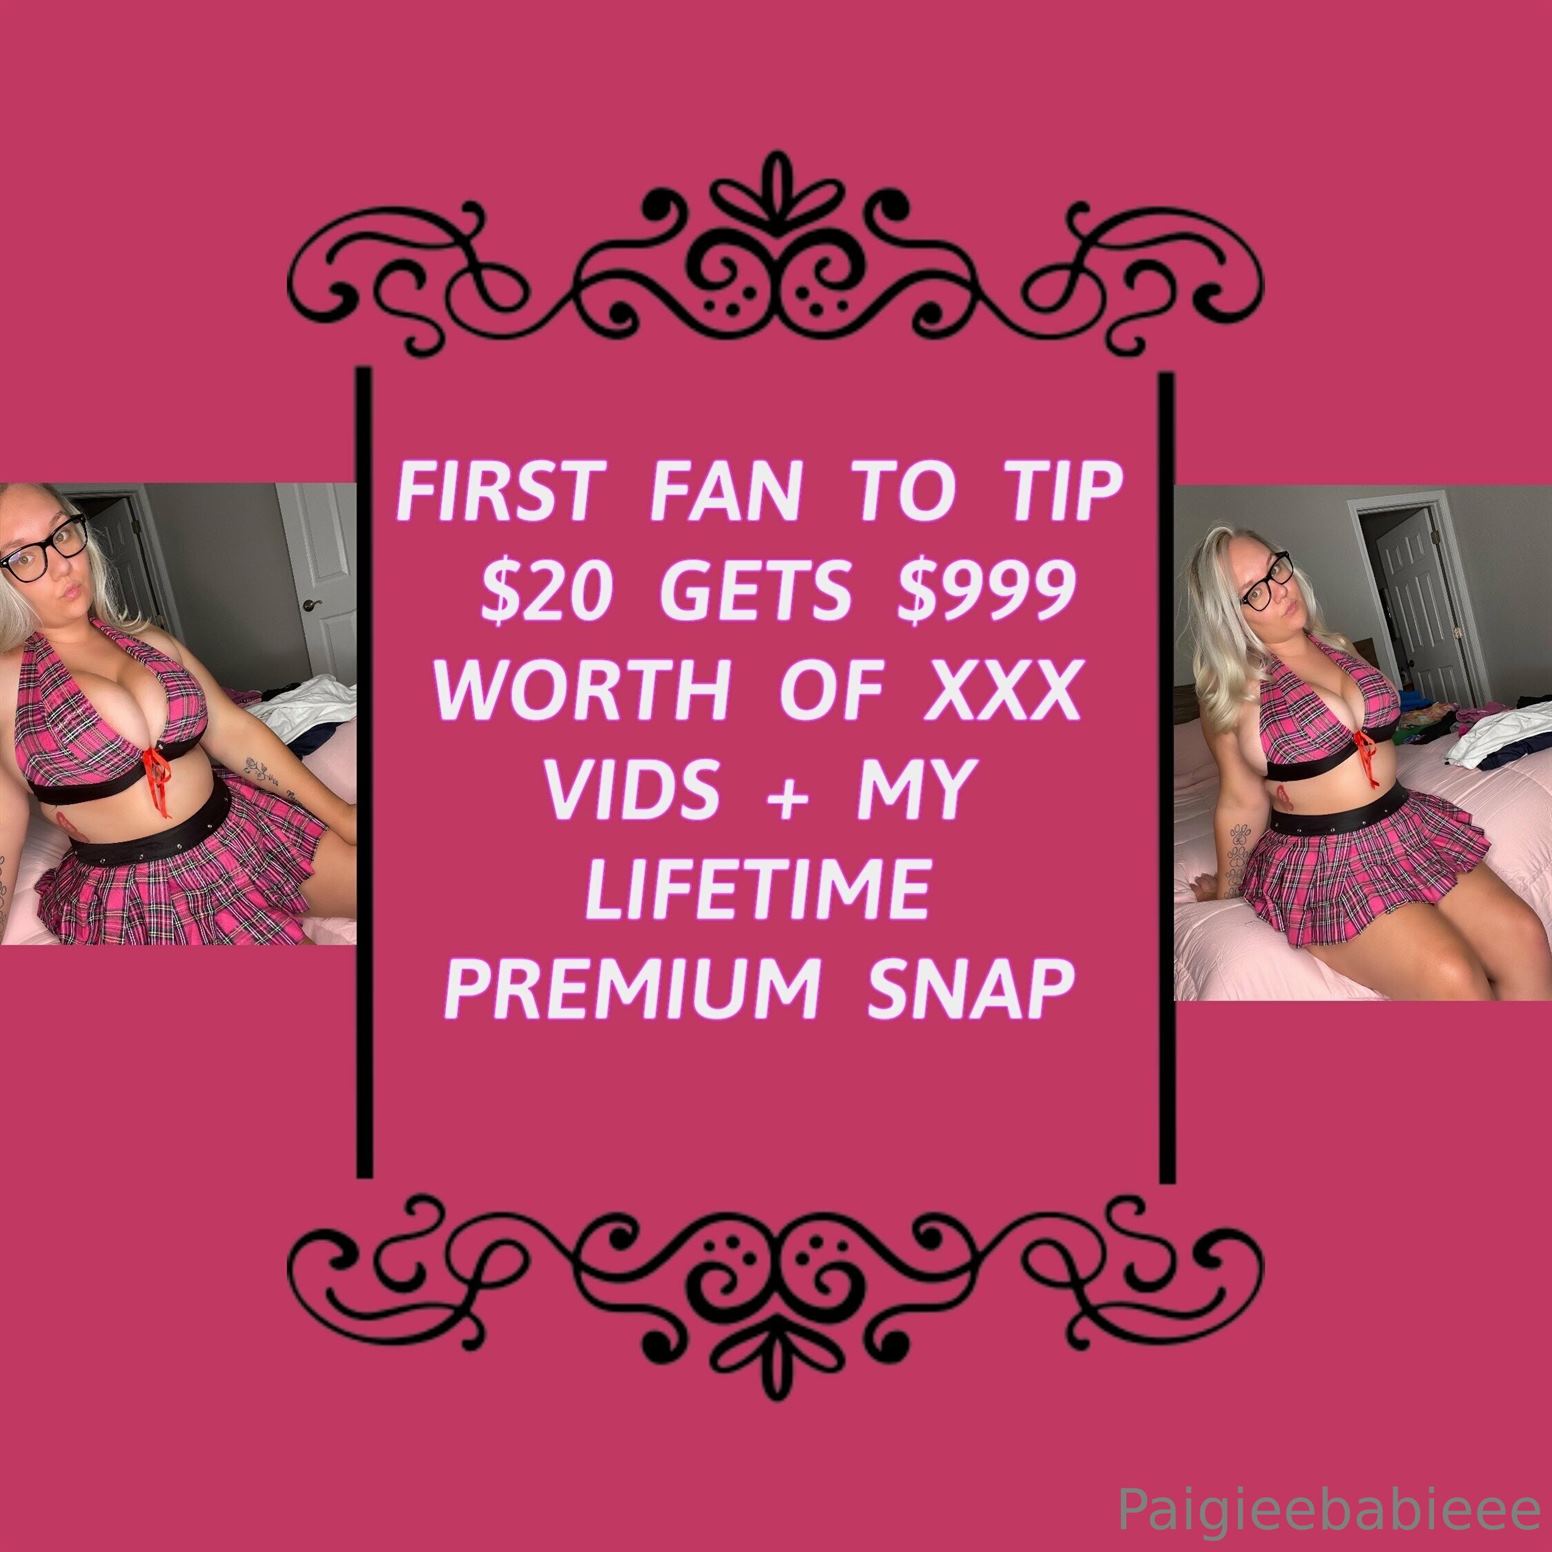 FIRST FAN TO TIP
$20 GETS $999
WORTH OF XXX
VIDS + MY
LIFETIME
PREMIUM SNAP
Paigieebabieee